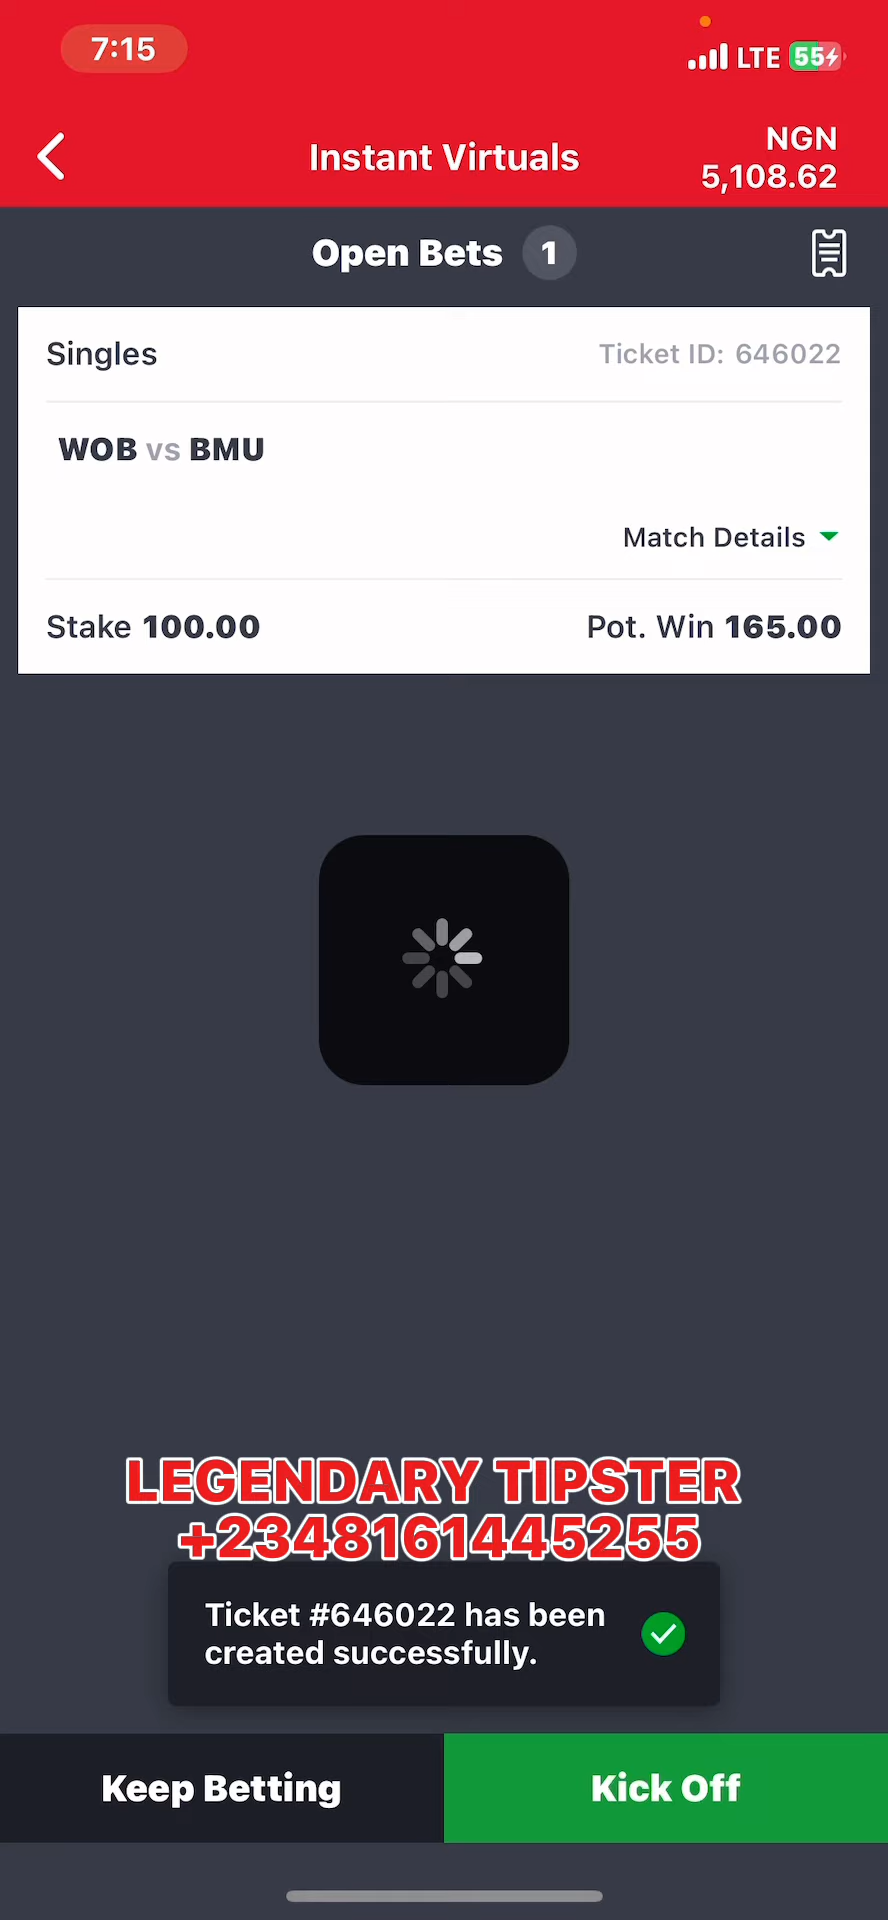 7:15
LTE 55
Instant Virtuals
NGN
5,108.62
Open Bets 1
Singles
Ticket ID: 646022
WOB vs BMU
Match Details
Stake 100.00
Pot. Win 165.00
LEGENDARY TIPSTER
+2348161445255
Ticket #646022 has been
created successfully.
Keep Betting
Kick Off